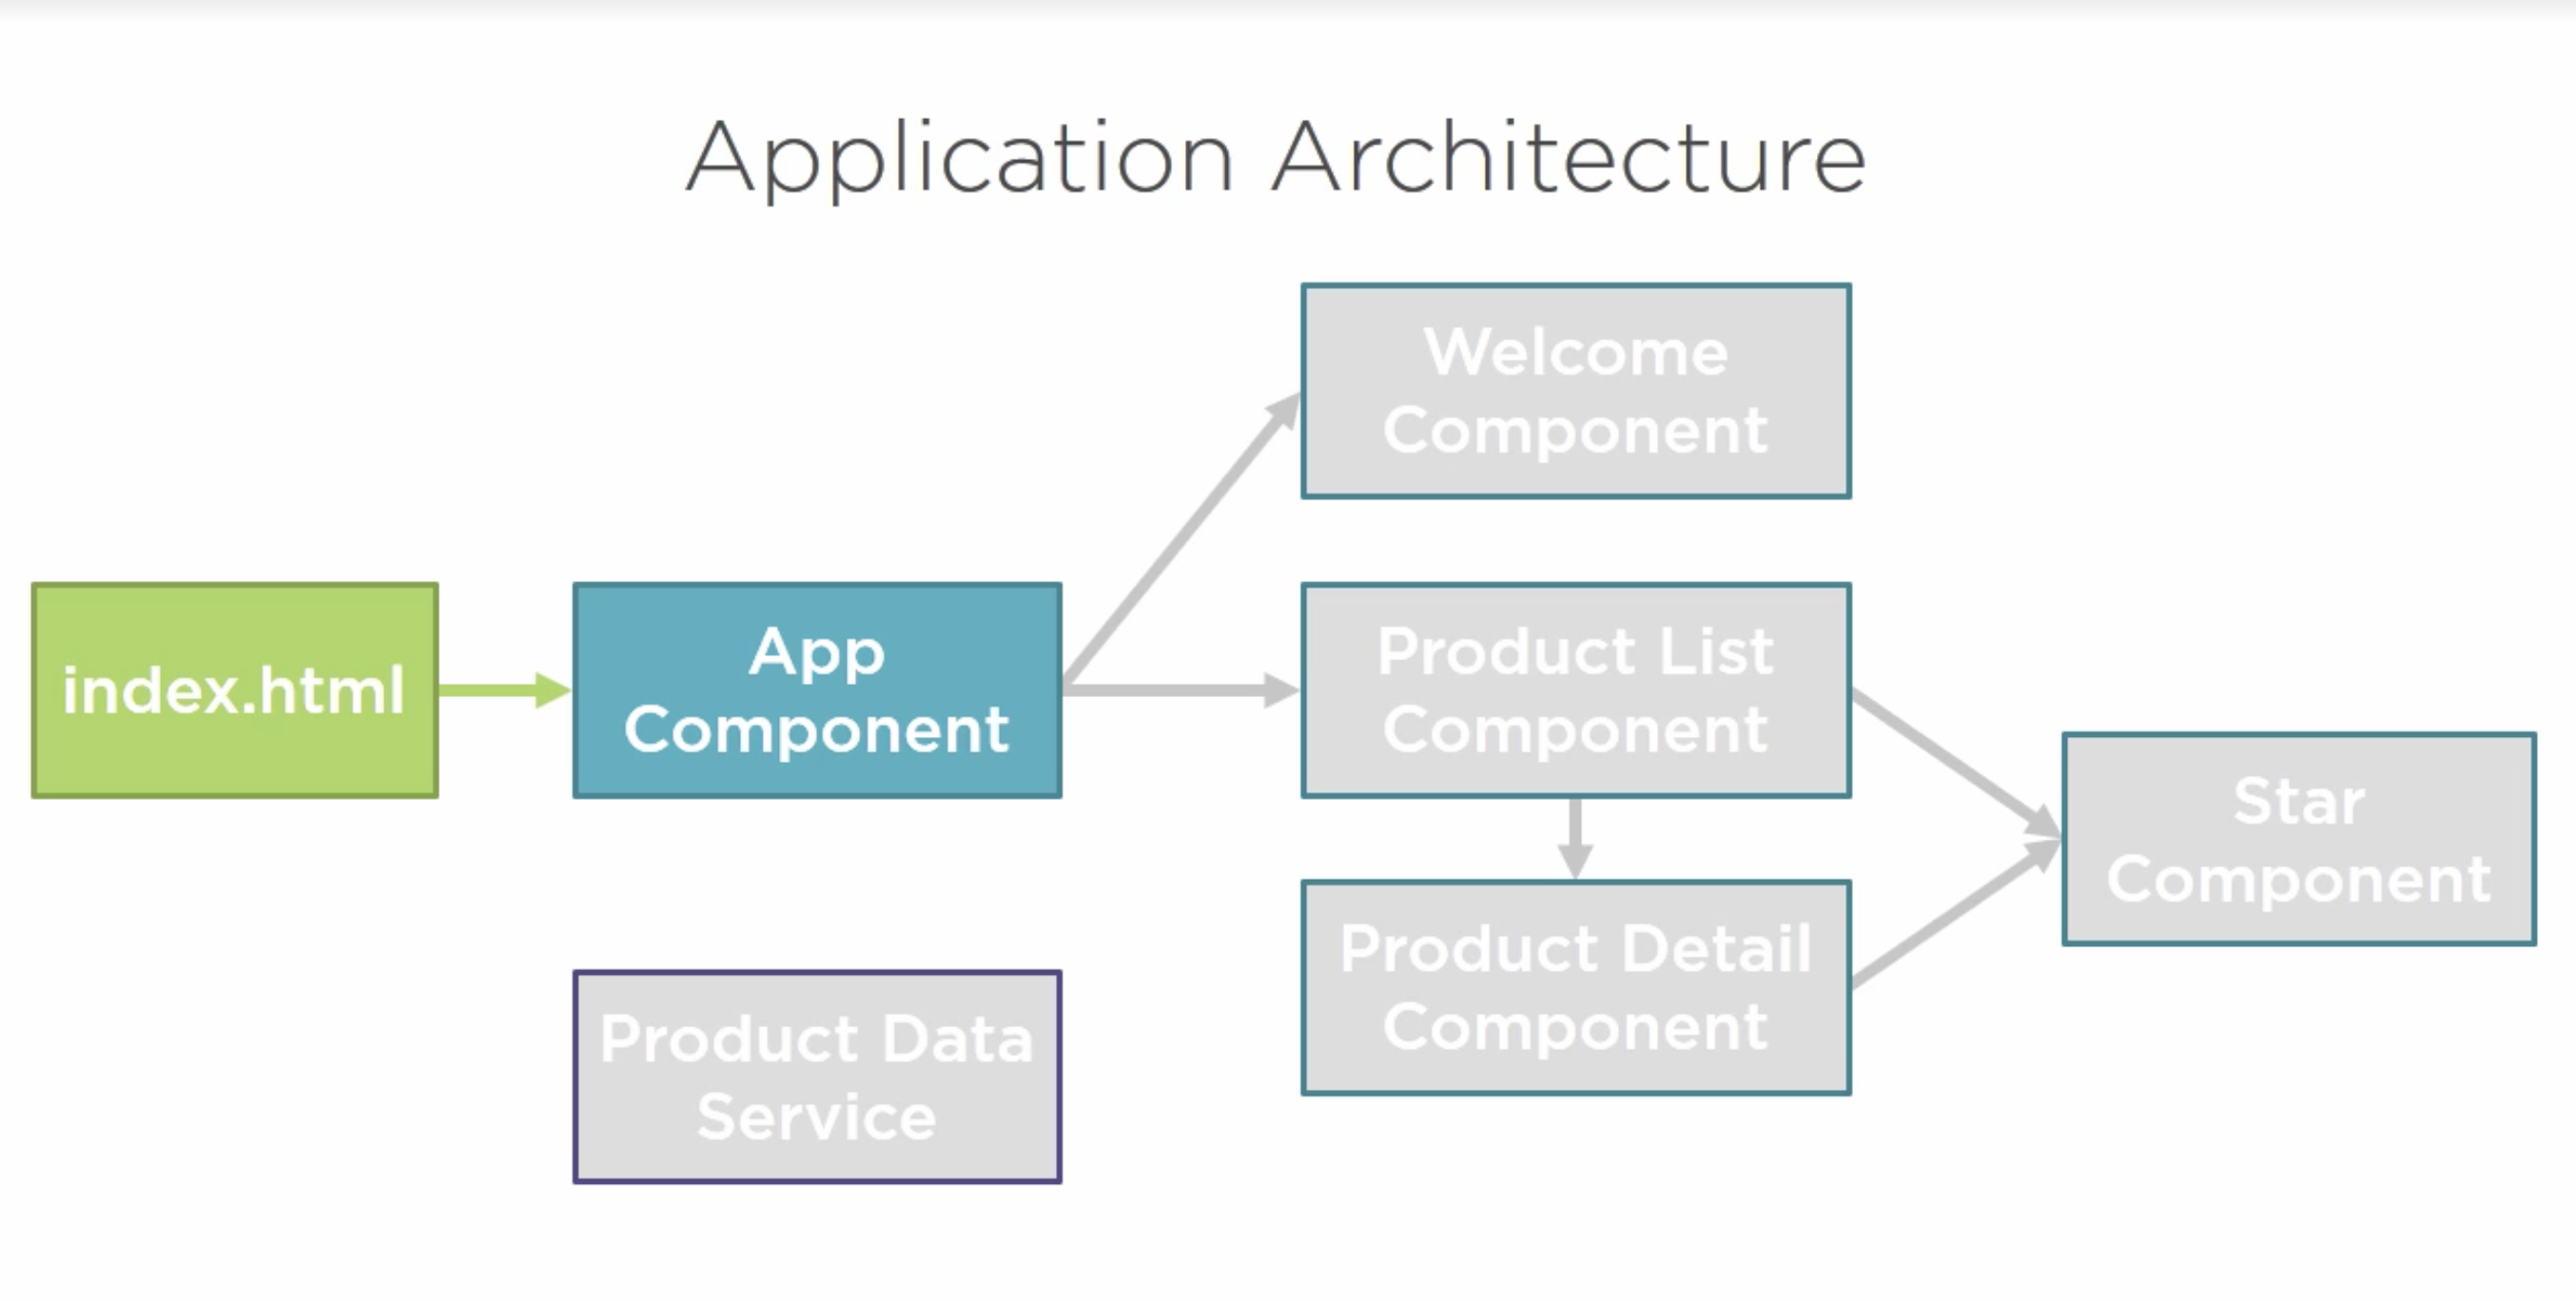 Application Architecture
Welcome
Component
index.html
App
Component
Product List
Component
Star
Component
Product Detail
Component
Product Data
Service